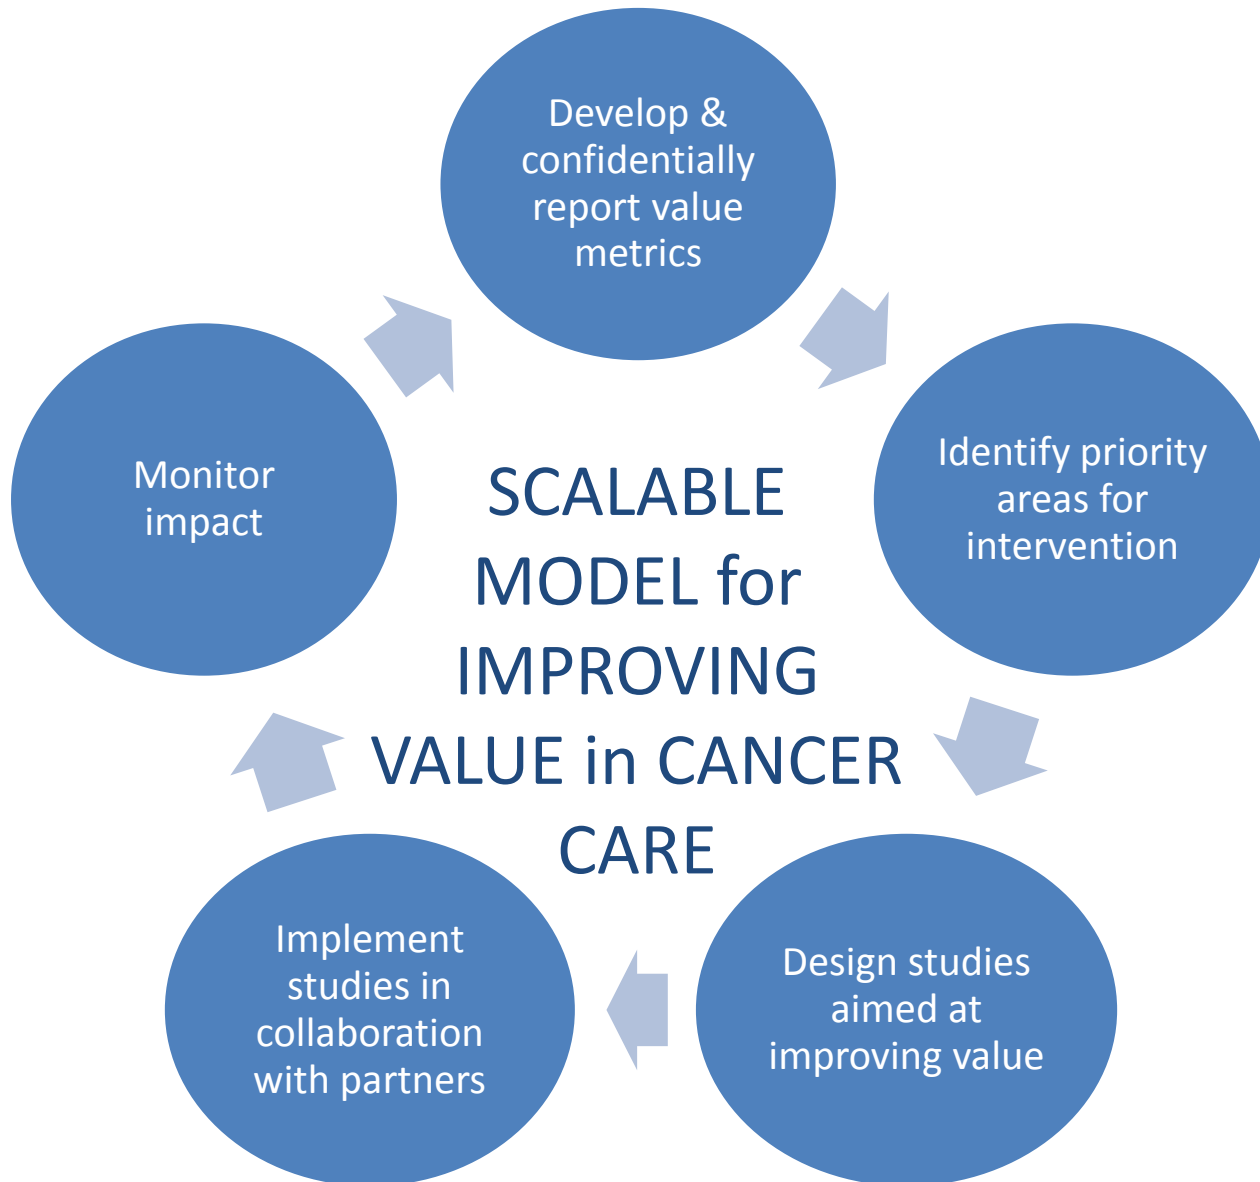 Develop &
confidentially
report value
metrics
Identify priority
areas for
intervention
Design studies
aimed at
improving value
Implement
studies in
collaboration
with partners
Monitor
impact
SCALABLE
MODEL for
IMPROVING
VALUE in CANCER
CARE